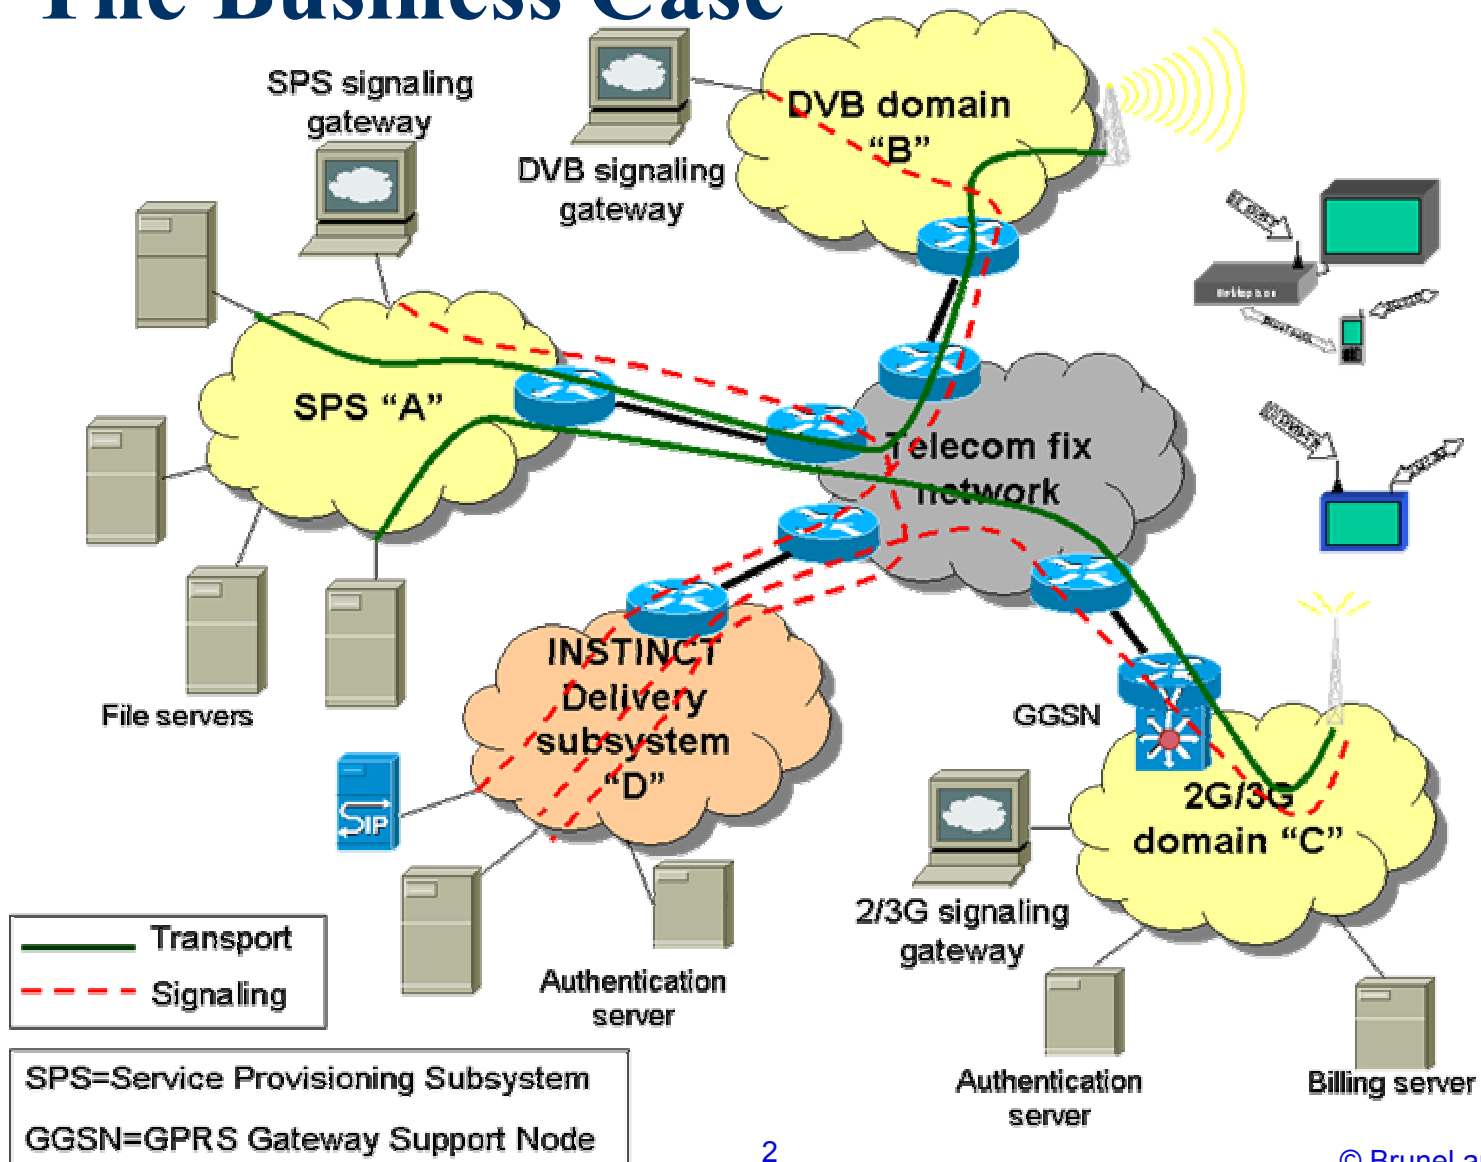 The Business Case
SPS signaling
gateway
DVB signaling
gateway
DVB domain
“B”
SPS “A”
Telecom fix
network
File servers
INSTINCT
Delivery
subsystem
“D”
SIP
GGSN
2G/3G
domain “C”
2/3G signaling
gateway
Authentication
server
Authentication
server
Billing server
Transport
Signaling
SPS=Service Provisioning Subsystem
GGSN=GPRS Gateway Support Node
2
© Brunel a